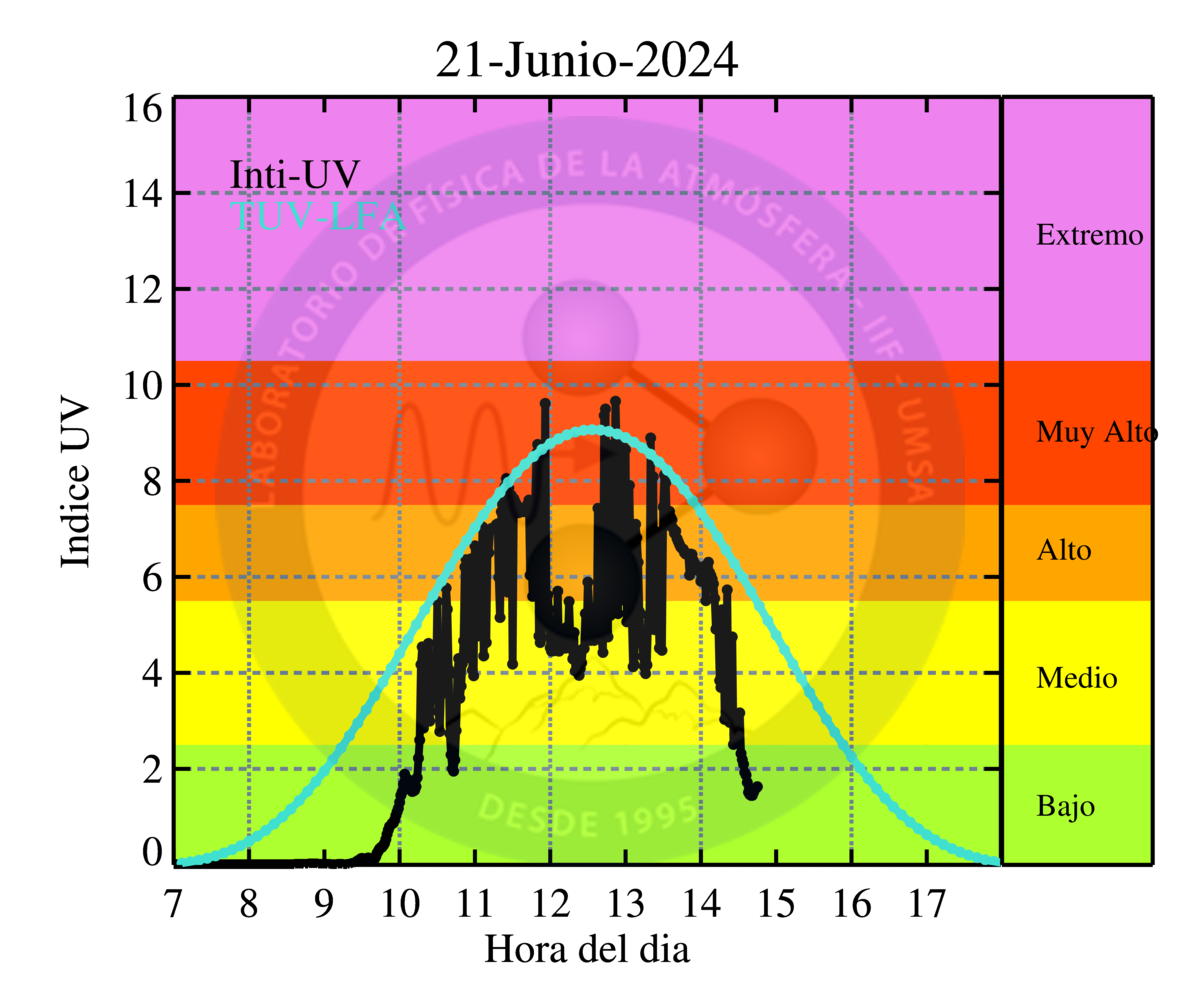 21-Junio-2024
Inti-UV
TUV-LFA
LABORATORIO DE FÍSICA DE LA ATMÓSFERA - IIF - UMSA
DESDE 1995
Indice UV
16
14
12
10
8
6
4
2
0
Extremo
Muy Alto
Alto
Medio
Bajo
7 8 9 10 11 12 13 14 15 16 17
Hora del dia